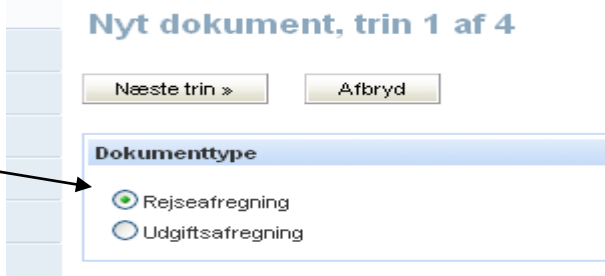 Nyt dokument, trin 1 af 4
Næste trin » Afbryd
Dokumenttype
Rejseafregning
Udgiftsafregning